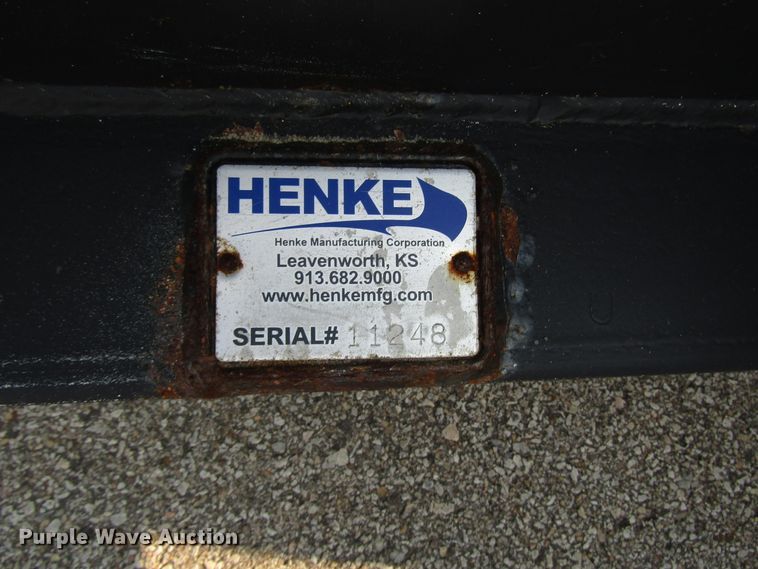 HENKE
Henke Manufacturing Corporation
Leavenworth, KS
913.682.9000
www.henkemfg.com
SERIAL# 11248
Purple Wave Auction